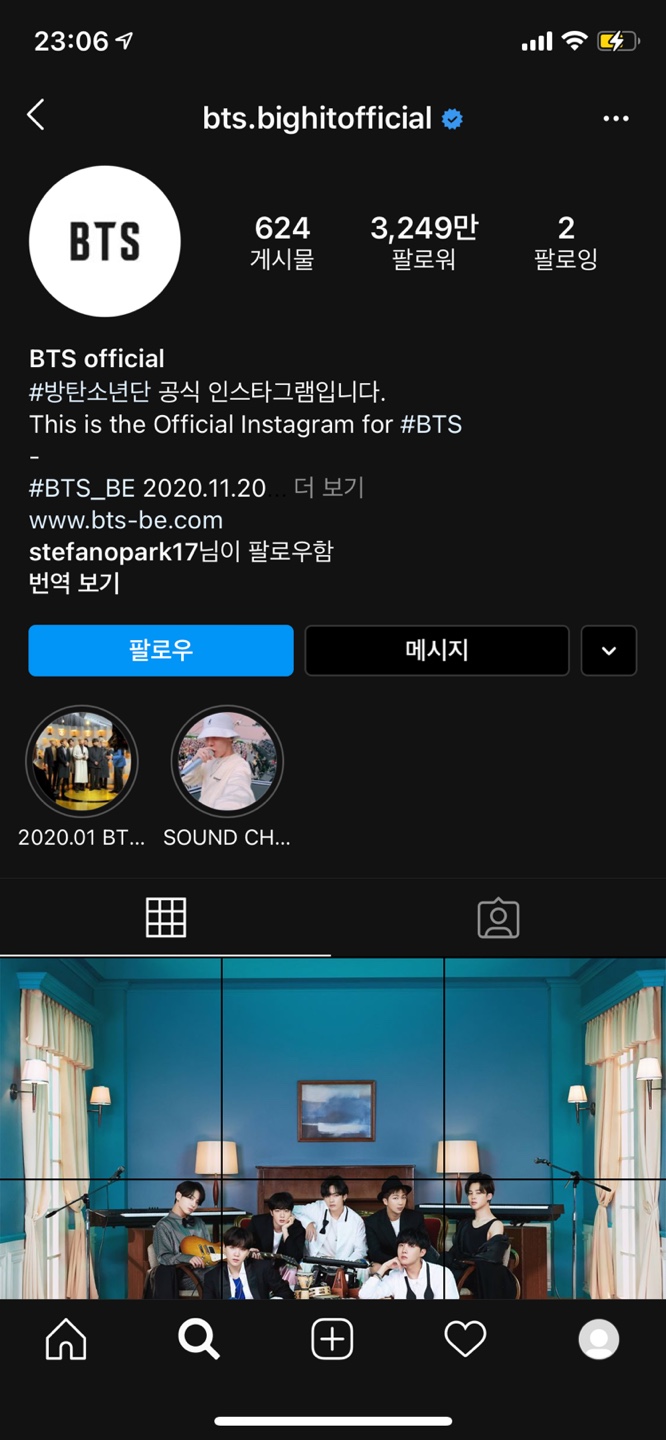 23:06
bts.bighitofficial
BTS
624
게시물
3,249만
팔로워
2
팔로잉
BTS official
#방탄소년단 공식 인스타그램입니다.
This is the Official Instagram for #BTS
-
#BTS_BE 2020.11.20... 더 보기
www.bts-be.com
stefanopark17님이 팔로우함
번역 보기
팔로우
메시지
2020.01 BT...
SOUND CH...